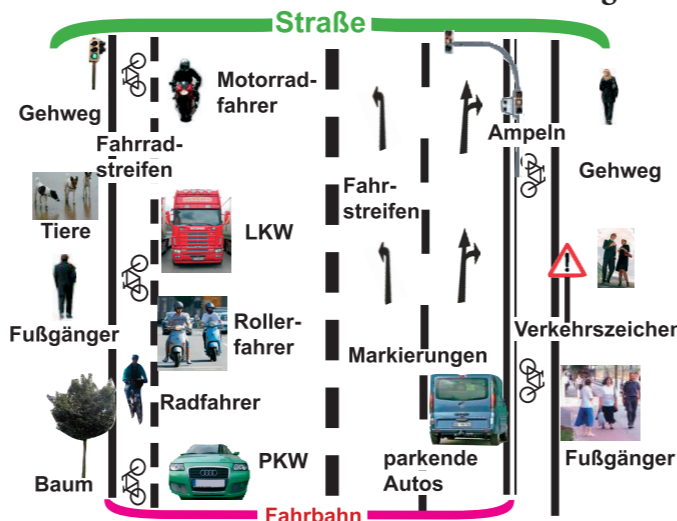 Straße
Motorrad-
fahrer
Gehweg
Ampeln
Fahrrad-
streifen
Gehweg
Fahr-
streifen
Tiere
LKW
Fußgänger
Roller-
fahrer
Verkehrszeichen
Markierungen
Radfahrer
Baum
PKW
parkende
Autos
Fußgänger
Fahrbahn